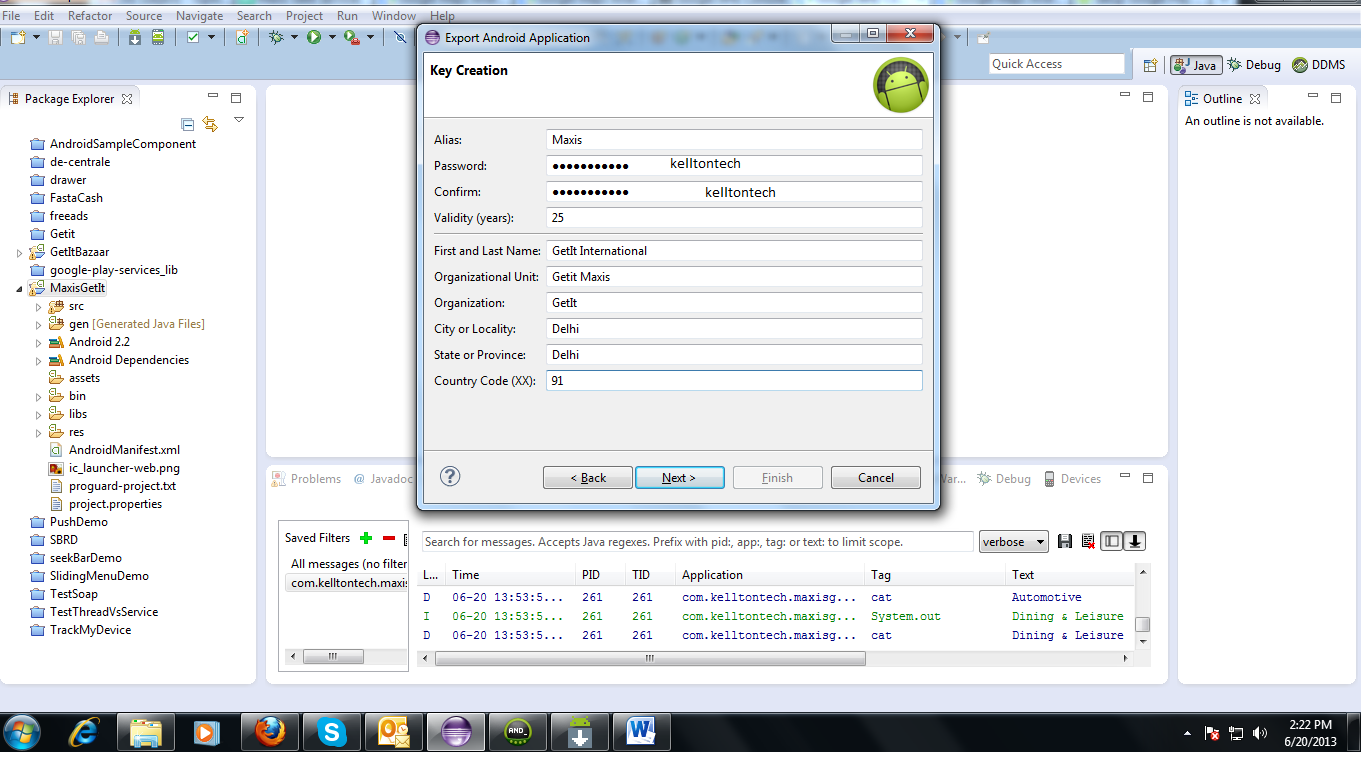 File Edit Refactor Source Navigate Search Project Run Window Help
Export Android Application
Quick Access
Java
Debug
DDMS
Package Explorer
AndroidSampleComponent
de-centrale
drawer
FastaCash
freeads
Getit
GetItBazaar
google-play-services_lib
MaxisGetIt
src
gen [Generated Java Files]
Android 2.2
Android Dependencies
assets
bin
libs
res
AndroidManifest.xml
ic_launcher-web.png
proguard-project.txt
project.properties
PushDemo
SBRD
seekBarDemo
SlidingMenuDemo
TestSoap
TestThreadVsService
TrackMyDevice
Key Creation
Alias: Maxis
Password: ●●●●●●●●●●● kelltontech
Confirm: ●●●●●●●●●●● kelltontech
Validity (years): 25
First and Last Name: GetIt International
Organizational Unit: Getit Maxis
Organization: GetIt
City or Locality: Delhi
State or Province: Delhi
Country Code (XX): 91
?
< Back
Next >
Finish
Cancel
Outline
An outline is not available.
Problems
@ Javadoc
Debug
Devices
Saved Filters
All messages (no filter
com.kelltontech.maxis
Search for messages. Accepts Java regexes. Prefix with pid:, app:, tag: or text: to limit scope.
verbose
L... Time PID TID Application Tag Text
D 06-20 13:53:5... 261 261 com.kelltontech.maxisg... cat Automotive
I 06-20 13:53:5... 261 261 com.kelltontech.maxisg... System.out Dining & Leisure
D 06-20 13:53:5... 261 261 com.kelltontech.maxisg... cat Dining & Leisure
AND_
2:22 PM
6/20/2013